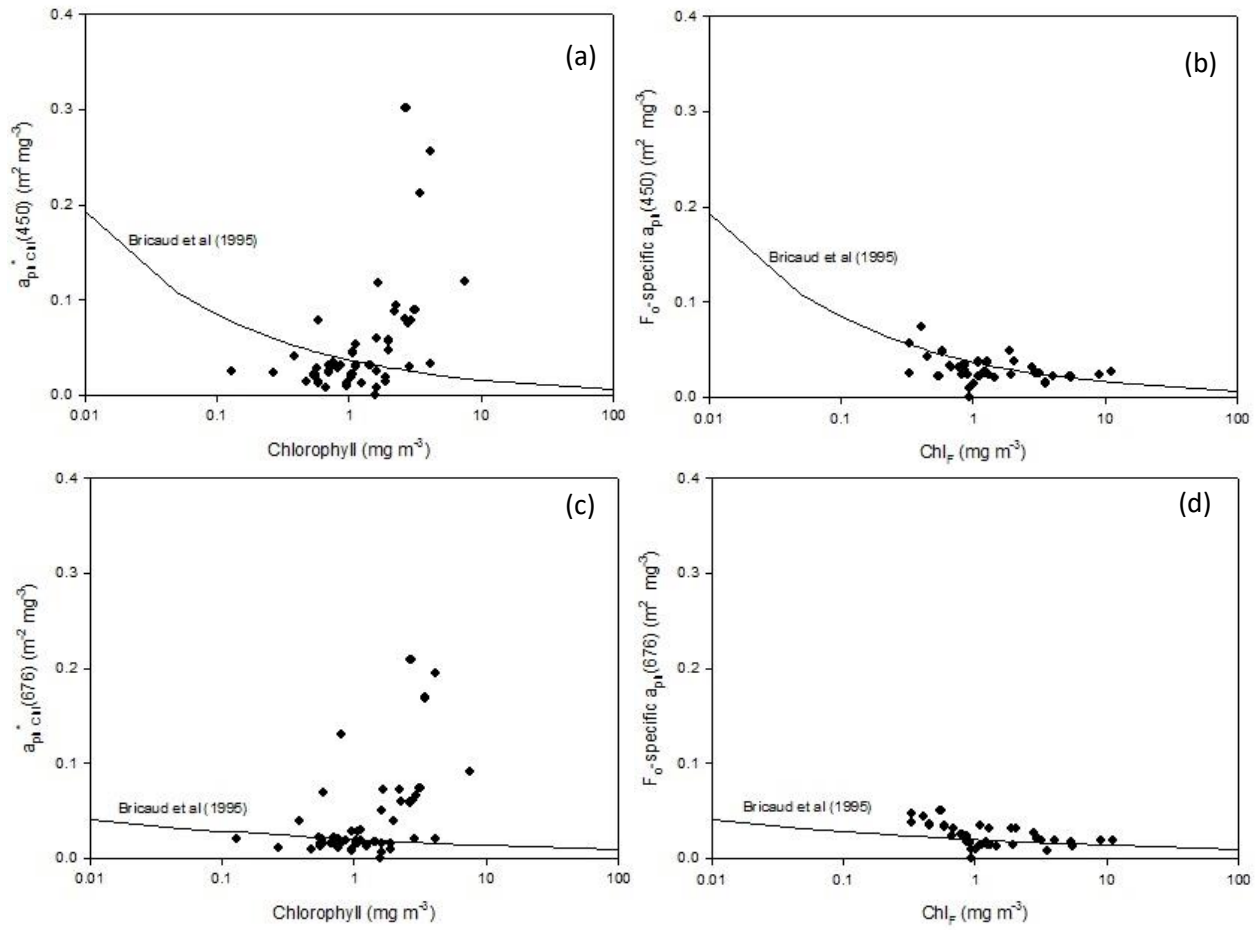 (a)
a*ph chl(450) (m2 mg-3)
0.4
0.3
0.2
0.1
0.0
Bricaud et al (1995)
0.01 0.1 1 10 100
Chlorophyll (mg m-3)
(b)
Fo-specific aph(450) (m2 mg-3)
0.4
0.3
0.2
0.1
0.0
Bricaud et al (1995)
0.01 0.1 1 10 100
ChlF (mg m-3)
(c)
a*ph chl(676) (m-2 mg-3)
0.4
0.3
0.2
0.1
0.0
Bricaud et al (1995)
0.01 0.1 1 10 100
Chlorophyll (mg m-3)
(d)
Fo-specific aph(676) (m2 mg-3)
0.4
0.3
0.2
0.1
0.0
Bricaud et al (1995)
0.01 0.1 1 10 100
ChlF (mg m-3)